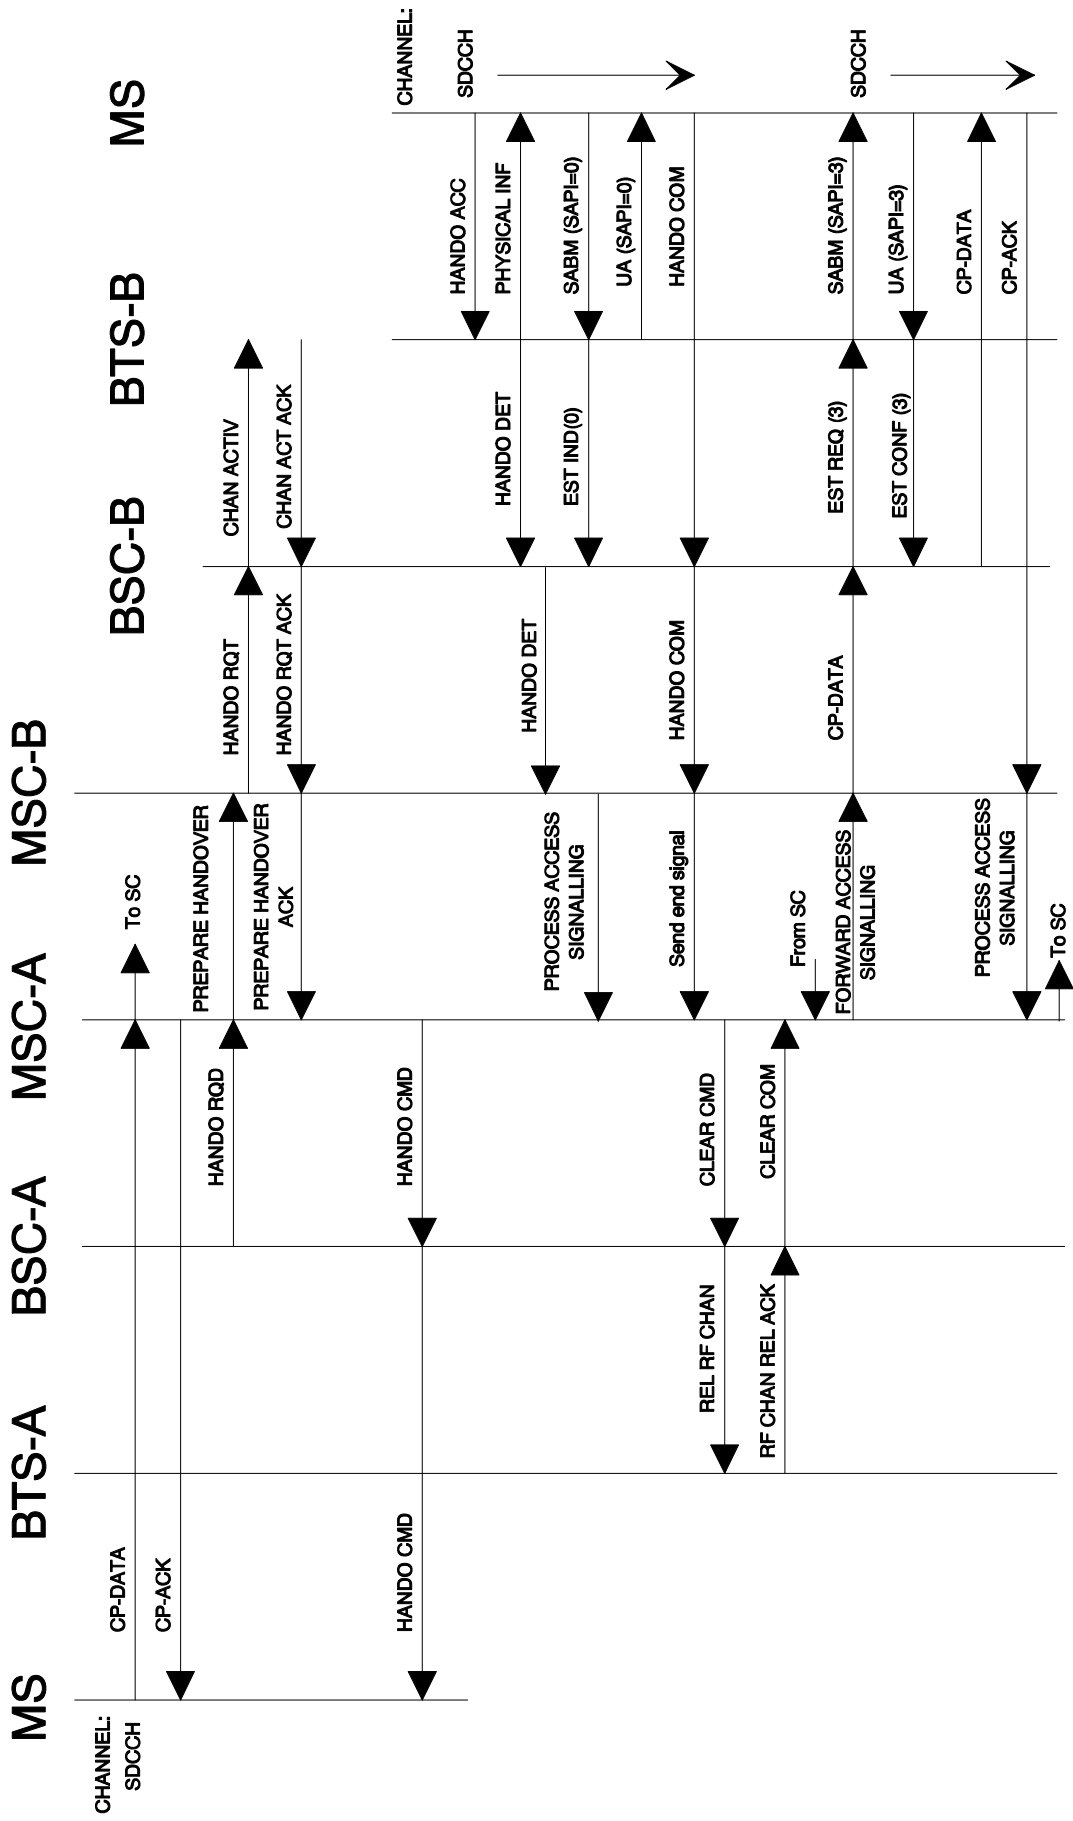 MS
BTS-A
BSC-A
MSC-A
MSC-B
BSC-B
BTS-B
MS
CHANNEL:
SDCCH
CP-DATA
To SC
CP-ACK
HANDO RQD
PREPARE HANDOVER
HANDO RQT
CHAN ACTIV
PREPARE HANDOVER
ACK
HANDO RQT ACK
CHAN ACT ACK
HANDO CMD
HANDO CMD
CHANNEL:
SDCCH
HANDO ACC
HANDO DET
PHYSICAL INF
HANDO DET
PROCESS ACCESS
SIGNALLING
EST IND(0)
SABM (SAPI=0)
UA (SAPI=0)
Send end signal
HANDO COM
HANDO COM
REL RF CHAN
CLEAR CMD
RF CHAN REL ACK
CLEAR COM
From SC
FORWARD ACCESS
SIGNALLING
CP-DATA
EST REQ (3)
SABM (SAPI=3)
SDCCH
EST CONF (3)
UA (SAPI=3)
CP-DATA
PROCESS ACCESS
SIGNALLING
CP-ACK
To SC